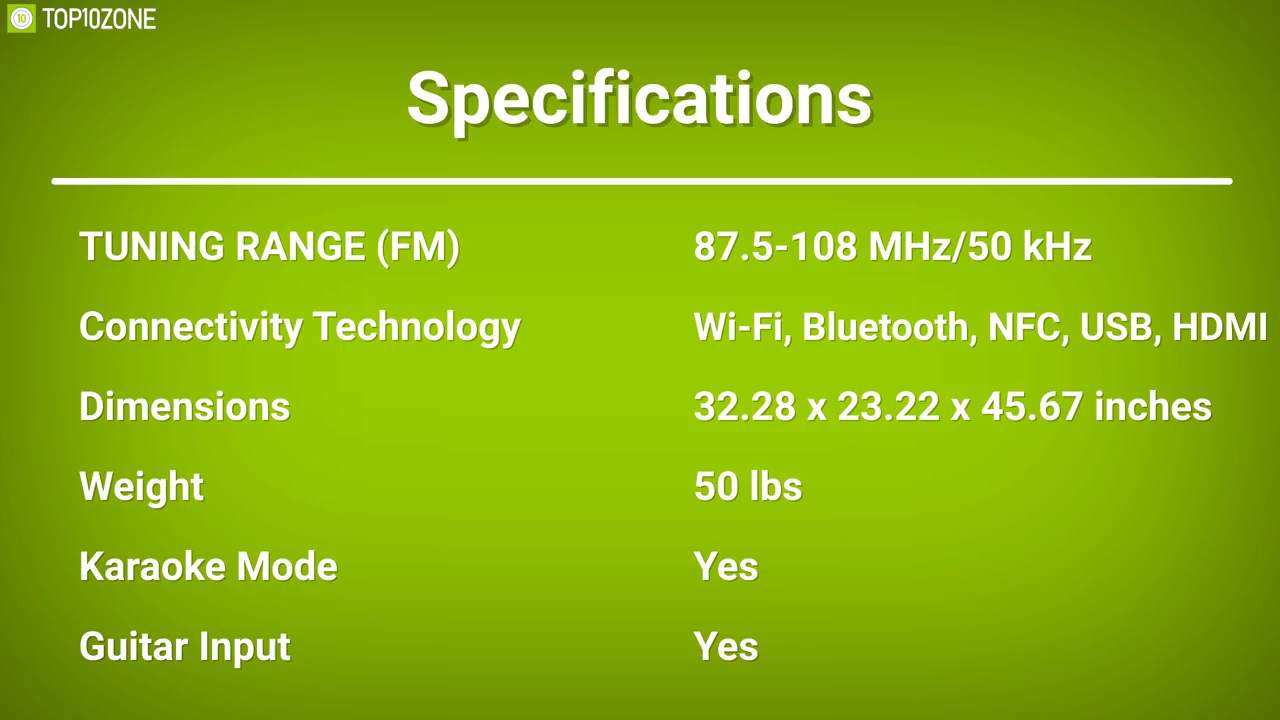 TOP10ZONE
Specifications
TUNING RANGE (FM) 87.5-108 MHz/50 kHz
Connectivity Technology Wi-Fi, Bluetooth, NFC, USB, HDMI
Dimensions 32.28 x 23.22 x 45.67 inches
Weight 50 lbs
Karaoke Mode Yes
Guitar Input Yes